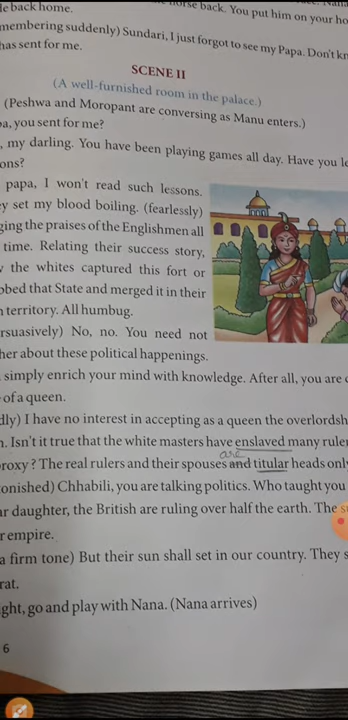 le back home.
horse back. You put him on your ho
membering suddenly) Sundari, I just forgot to see my Papa. Don't kn
has sent for me.
SCENE II
(A well-furnished room in the palace.)
(Peshwa and Moropant are conversing as Manu enters.)
pa, you sent for me?
, my darling. You have been playing games all day. Have you le
ons?
papa, I won't read such lessons.
ey set my blood boiling. (fearlessly)
ging the praises of the Englishmen all
time. Relating their success story,
w the whites captured this fort or
obed that State and merged it in their
n territory. All humbug.
rsuasively) No, no. You need not
her about these political happenings.
simply enrich your mind with knowledge. After all, you are
of a queen.
dly) I have no interest in accepting as a queen the overlordsh
n. Isn't it true that the white masters have enslaved many ruler
are
proxy ? The real rulers and their spouses and titular heads only
onished) Chhabili, you are talking politics. Who taught you
ar daughter, the British are ruling over half the earth. The s
r empire.
a firm tone) But their sun shall set in our country. They s
rat.
ght, go and play with Nana. (Nana arrives)
6